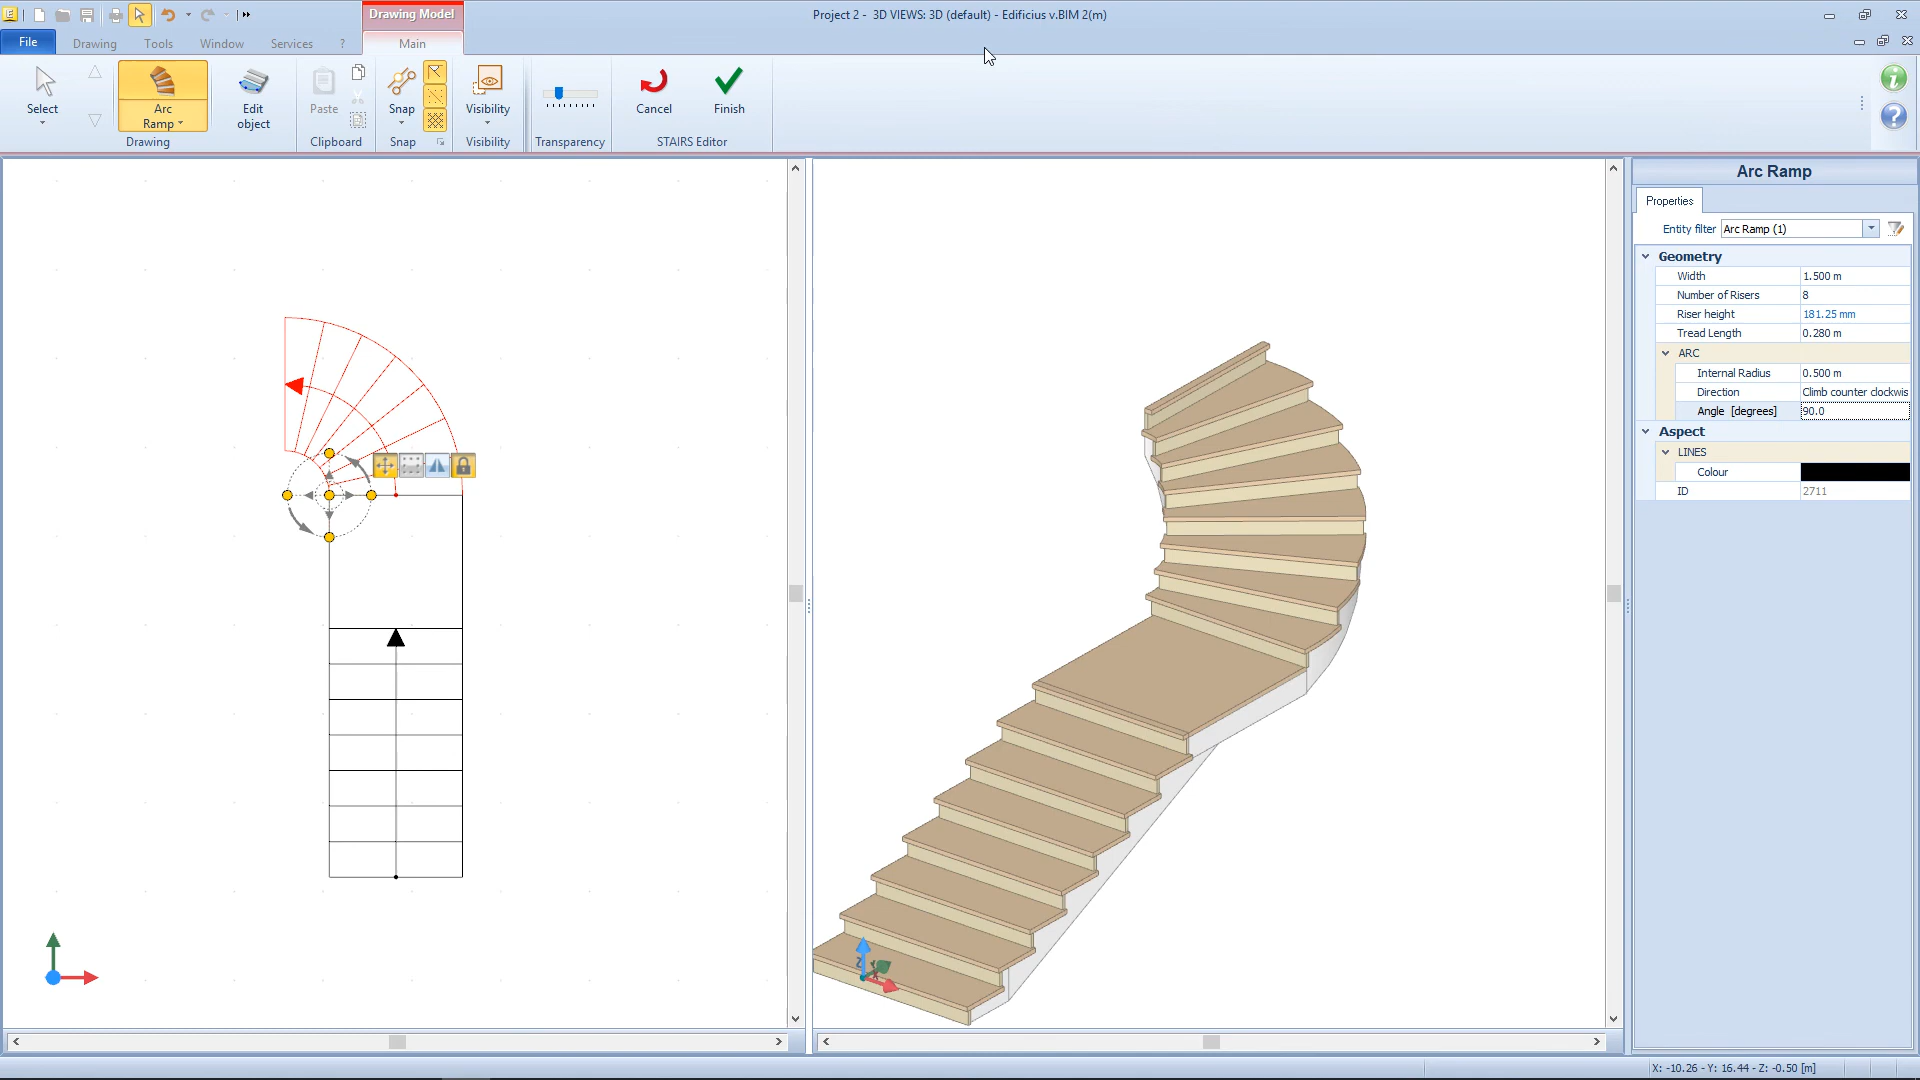 Drawing Model
Project 2 - 3D VIEWS: 3D (default) - Edificius v.BIM 2(m)
File
Drawing
Tools
Window
Services
?
Main
Select
Arc
Ramp
Edit
object
Paste
Snap
Visibility
Cancel
Finish
Drawing
Clipboard
Snap
Visibility
Transparency
STAIRS Editor
Arc Ramp
Properties
Entity filter Arc Ramp (1)
Geometry
Width 1.500 m
Number of Risers 8
Riser height 181.25 mm
Tread Length 0.280 m
ARC
Internal Radius 0.500 m
Direction Climb counter clockwis
Angle [degrees] 90.0
Aspect
LINES
Colour
ID 2711
X: -10.26 - Y: 16.44 - Z: -0.50 [m]